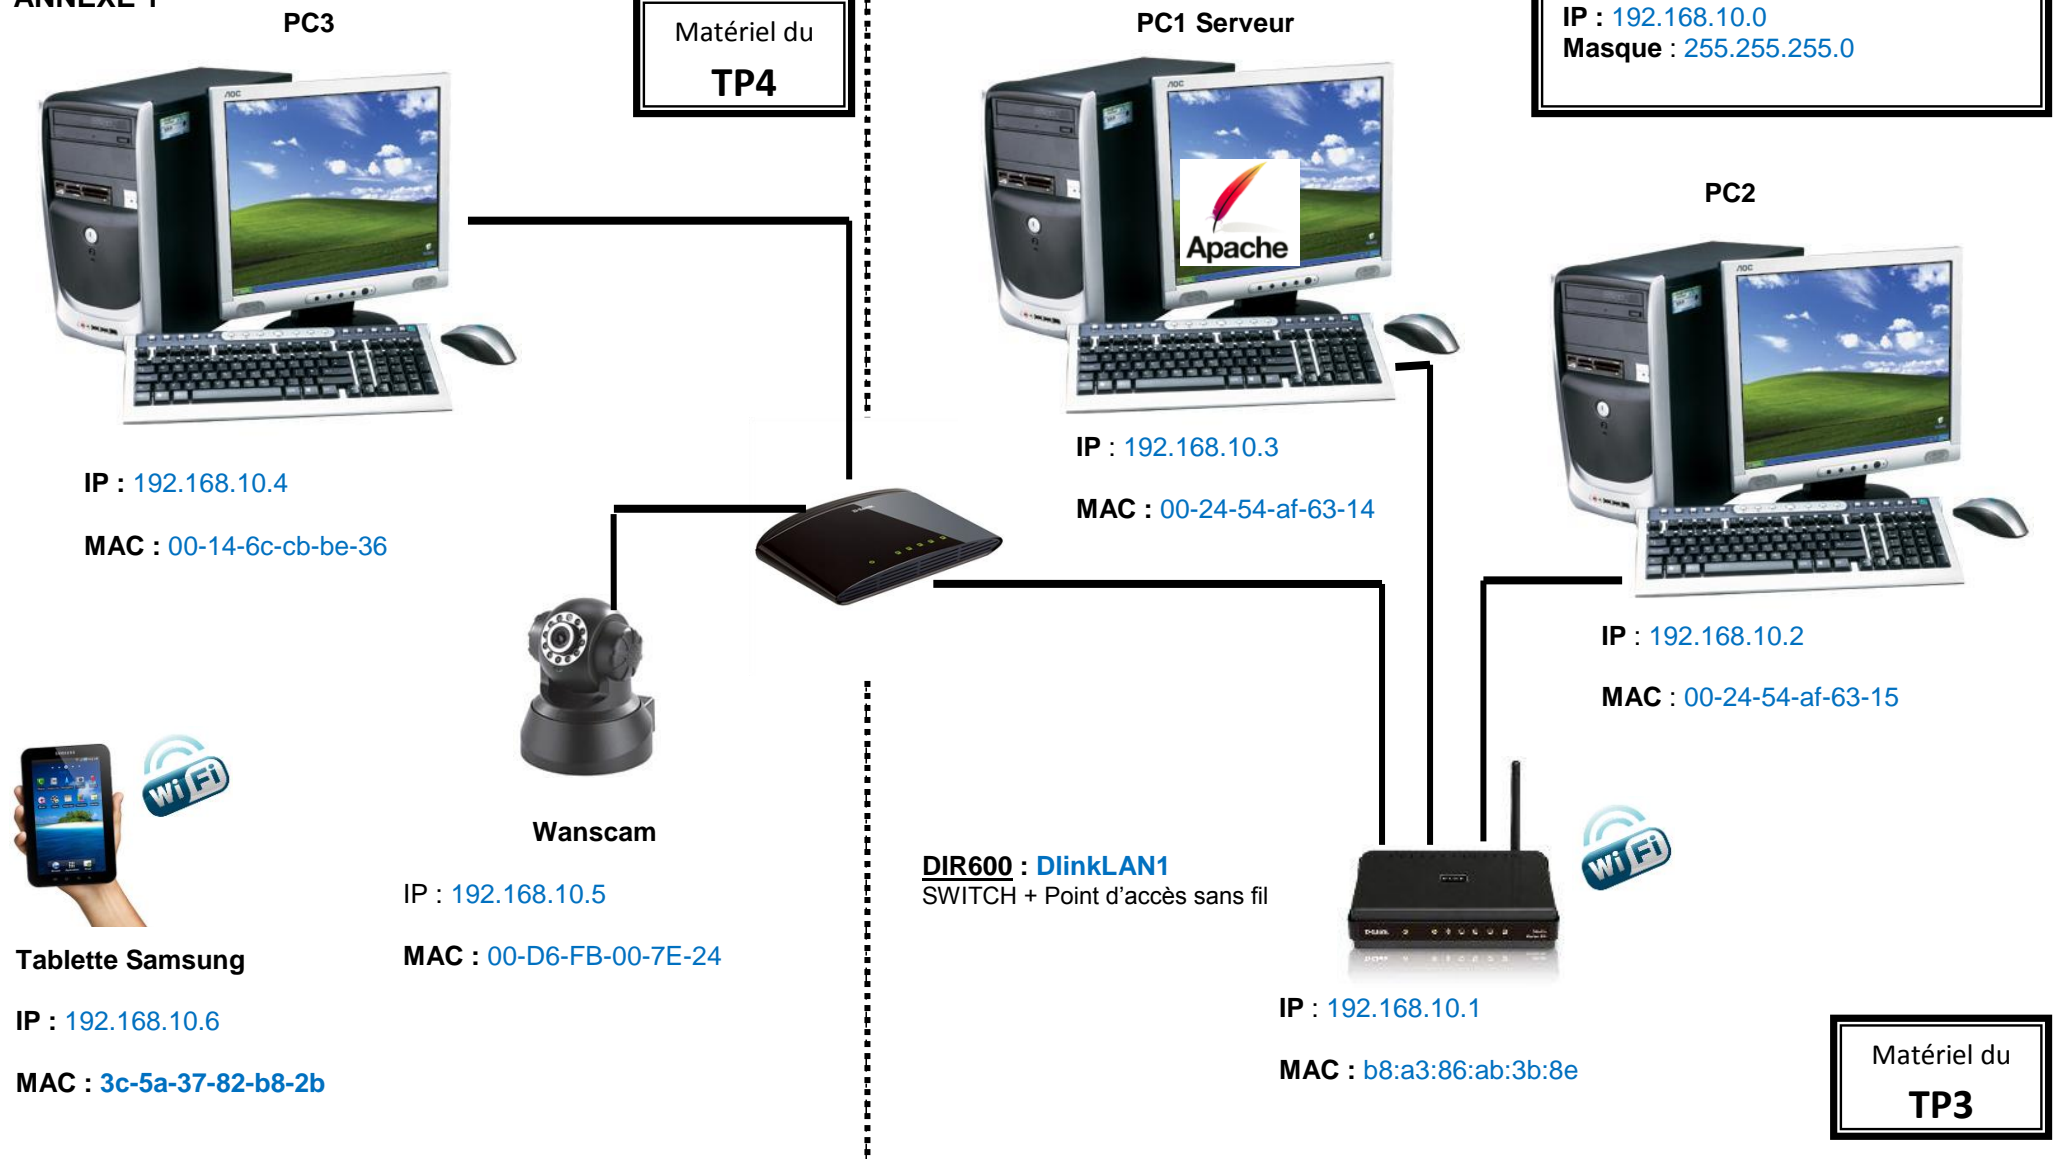 ANNEXE 1
PC3
Matériel du
TP4
PC1 Serveur
IP : 192.168.10.0
Masque : 255.255.255.0
Apache
PC2
IP : 192.168.10.4
MAC : 00-14-6c-cb-be-36
IP : 192.168.10.3
MAC : 00-24-54-af-63-14
IP : 192.168.10.2
MAC : 00-24-54-af-63-15
WiFi
Wanscam
IP : 192.168.10.5
MAC : 00-D6-FB-00-7E-24
DIR600 : DlinkLAN1
SWITCH + Point d'accès sans fil
WiFi
Tablette Samsung
IP : 192.168.10.6
MAC : 3c-5a-37-82-b8-2b
IP : 192.168.10.1
MAC : b8:a3:86:ab:3b:8e
Matériel du
TP3